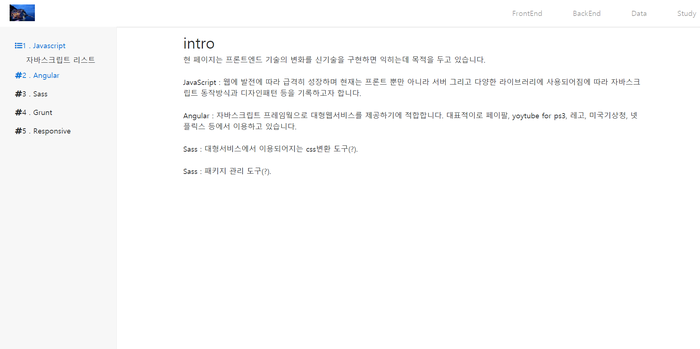 FrontEnd BackEnd Data Study
1 . Javascript
자바스크립트 리스트
#2 . Angular
#3 . Sass
#4 . Grunt
#5 . Responsive
intro
현 페이지는 프론트엔드 기술의 변화를 신기술을 구현하면 익히는데 목적을 두고 있습니다.
JavaScript : 웹에 발전에 따라 급격히 성장하며 현재는 프론트 뿐만 아니라 서버 그리고 다양한 라이브러리에 사용되어짐에 따라 자바스크
립트 동작방식과 디자인패턴 등을 기록하고자 합니다.
Angular : 자바스크립트 프레임웍으로 대형웹서비스를 제공하기에 적합합니다. 대표적이로 페이팔, yoytube for ps3, 레고, 미국기상청, 넷
플릭스 등에서 이용하고 있습니다.
Sass : 대형서비스에서 이용되어지는 css변환 도구(?).
Sass : 패키지 관리 도구(?).